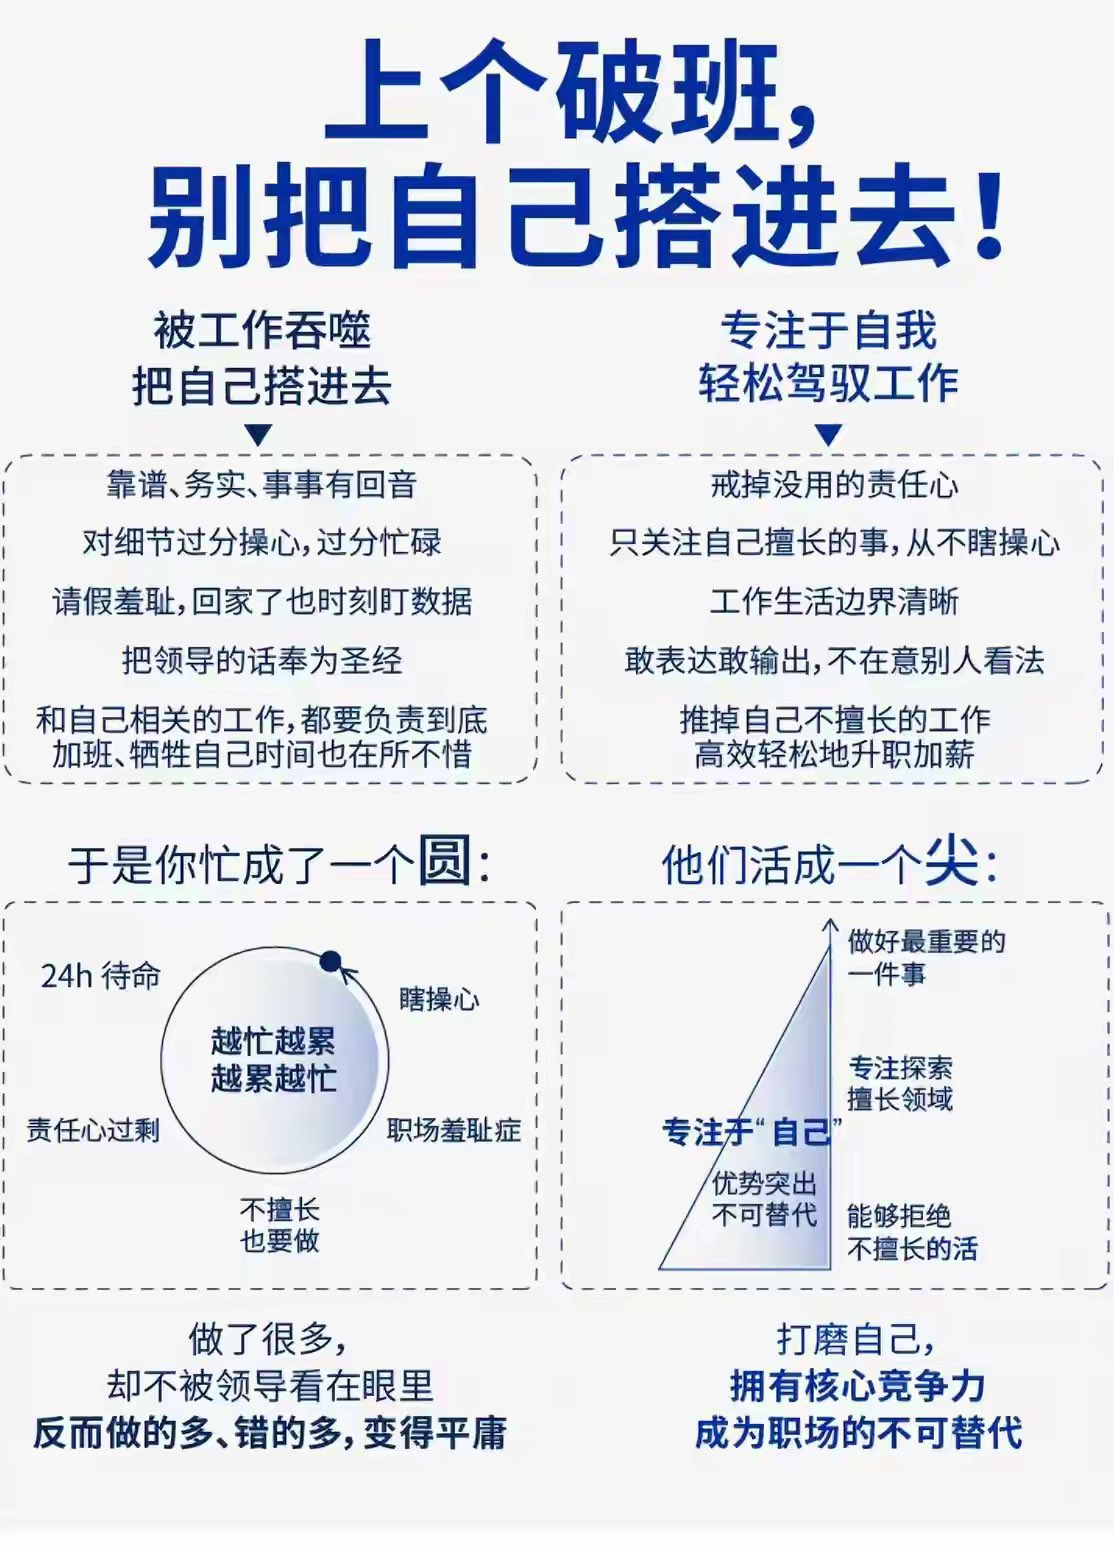 上个破班,
别把自己搭进去!
被工作吞噬
把自己搭进去
靠谱、务实、事事有回音
对细节过分操心,过分忙碌
请假羞耻,回家了也时刻盯数据
把领导的话奉为圣经
和自己相关的工作,都要负责到底
加班、牺牲自己时间也在所不惜
专注于自我
轻松驾驭工作
戒掉没用的责任心
只关注自己擅长的事,从不瞎操心
工作生活边界清晰
敢表达敢输出,不在意别人看法
推掉自己不擅长的工作
高效轻松地升职加薪
于是你忙成了一个圆:
24h 待命
瞎操心
越忙越累
越累越忙
责任心过剩
职场羞耻症
不擅长
也要做
做了很多,
却不被领导看在眼里
反而做的多、错的多,变得平庸
他们活成一个尖:
做好最重要的
一件事
专注探索
擅长领域
专注于“自己”
优势突出
不可替代
能够拒绝
不擅长的活
打磨自己,
拥有核心竞争力
成为职场的不可替代